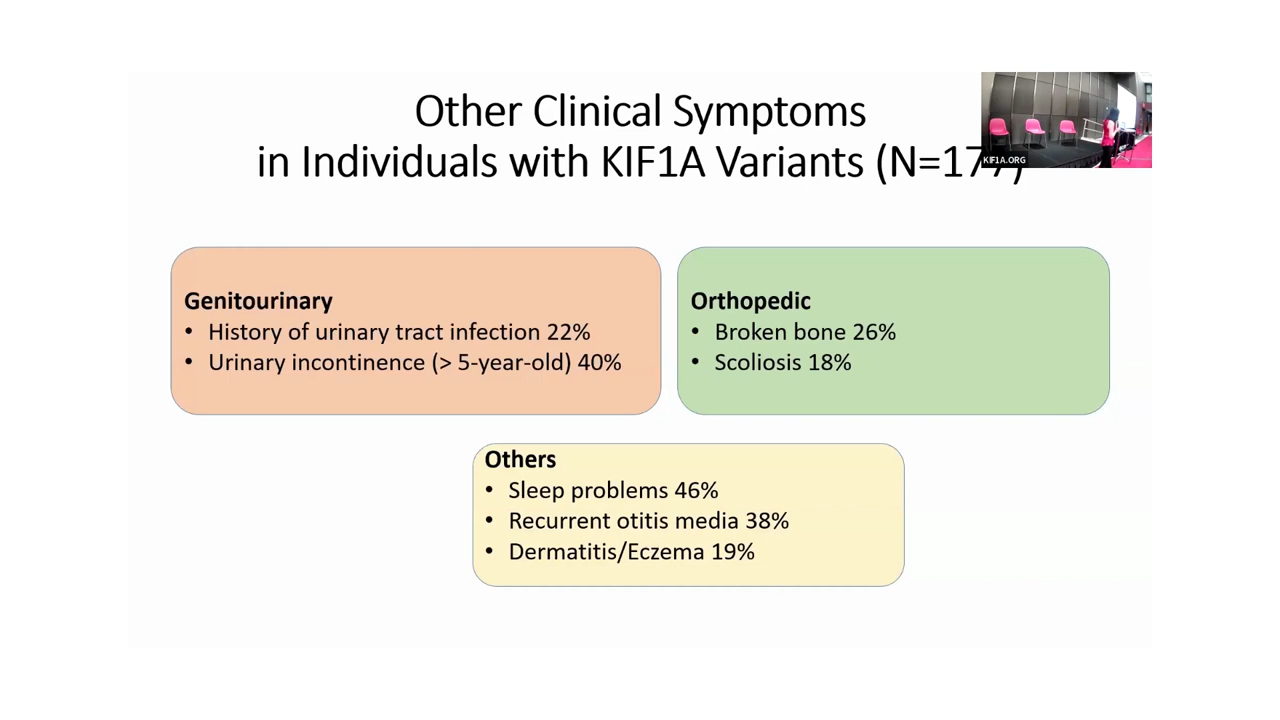 Other Clinical Symptoms
in Individuals with KIF1A Variants (N=177)
KIF1A.ORG
Genitourinary
• History of urinary tract infection 22%
• Urinary incontinence (> 5-year-old) 40%
Orthopedic
• Broken bone 26%
• Scoliosis 18%
Others
• Sleep problems 46%
• Recurrent otitis media 38%
• Dermatitis/Eczema 19%